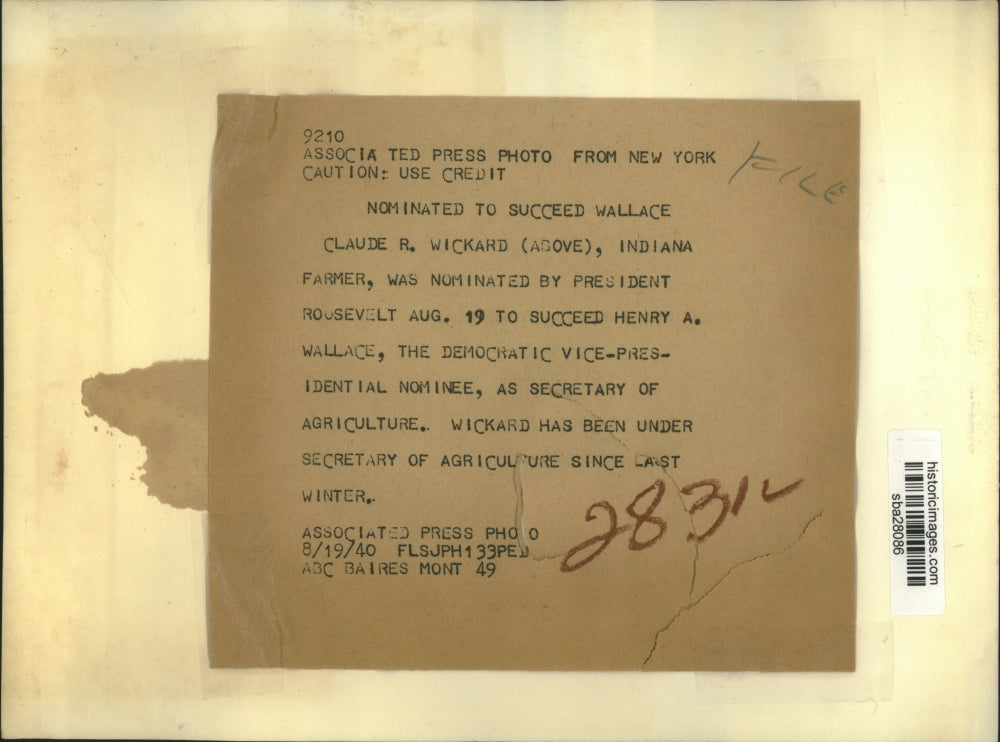 9210
ASSOCIA TED PRESS PHOTO FROM NEW YORK
CAUTION: USE CREDIT
FILE
NOMINATED TO SUCCEED WALLACE
CLAUDE R. WICKARD (ABOVE), INDIANA
FARMER, WAS NOMINATED BY PRESIDENT
ROOSEVELT AUG. 19 TO SUCCEED HENRY A.
WALLACE, THE DEMOCRATIC VICE-PRES-
IDENTIAL NOMINEE, AS SECRETARY OF
AGRICULTURE. WICKARD HAS BEEN UNDER
SECRETARY OF AGRICULTURE SINCE LAST
WINTER.
ASSOCIATED PRESS PHOTO
8/19/40 FLSJPH133PED
ABC BAIRES MONT 49
historicimages.com
sba28086